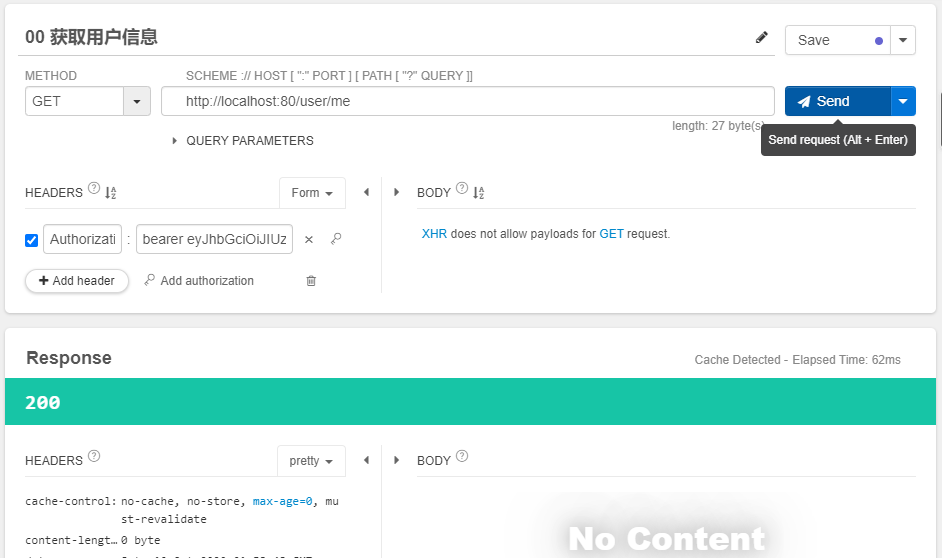 00 获取用户信息
Save
METHOD
SCHEME :// HOST [ ":" PORT ] [ PATH [ "?" QUERY ]]
GET
http://localhost:80/user/me
Send
length: 27 byte(s)
Send request (Alt + Enter)
QUERY PARAMETERS
HEADERS
Form
BODY
Authorizati : bearer eyJhbGciOiJIUz
XHR does not allow payloads for GET request.
Add header
Add authorization
Response
Cache Detected - Elapsed Time: 62ms
200
HEADERS
pretty
BODY
cache-control: no-cache, no-store, max-age=0, mu
st-revalidate
content-lengt… 0 byte
No Content